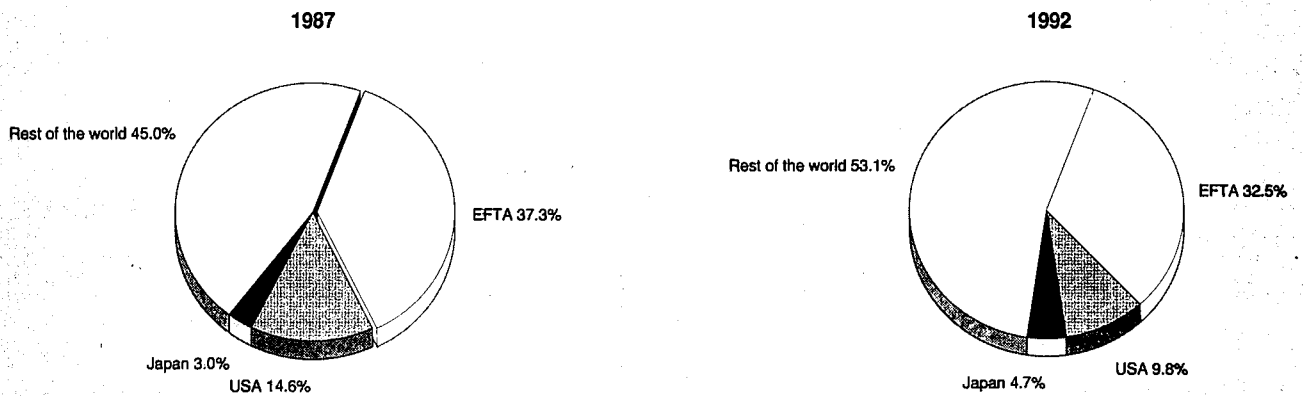 1987
Rest of the world 45.0%
EFTA 37.3%
Japan 3.0%
USA 14.6%
1992
Rest of the world 53.1%
EFTA 32.5%
Japan 4.7%
USA 9.8%